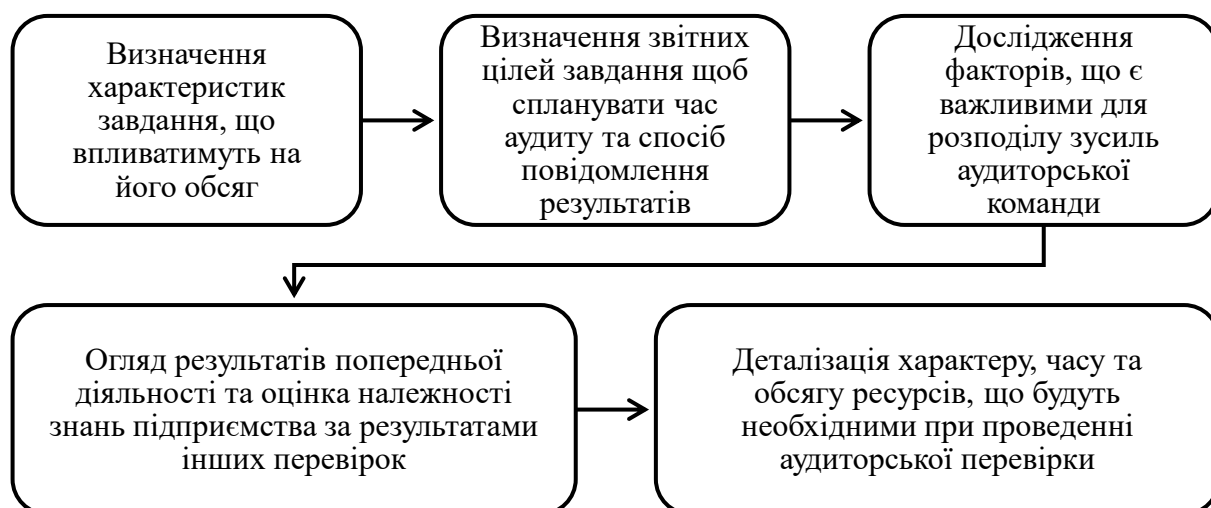 Визначення
характеристик
завдання, що
впливатимуть на
його обсяг
Визначення звітних
цілей завдання щоб
спланувати час
аудиту та спосіб
повідомлення
результатів
Дослідження
факторів, що є
важливими для
розподілу зусиль
аудиторської
команди
Огляд результатів попередньої
діяльності та оцінка належності
знань підприємства за результатами
інших перевірок
Деталізація характеру, часу та
обсягу ресурсів, що будуть
необхідними при проведенні
аудиторської перевірки